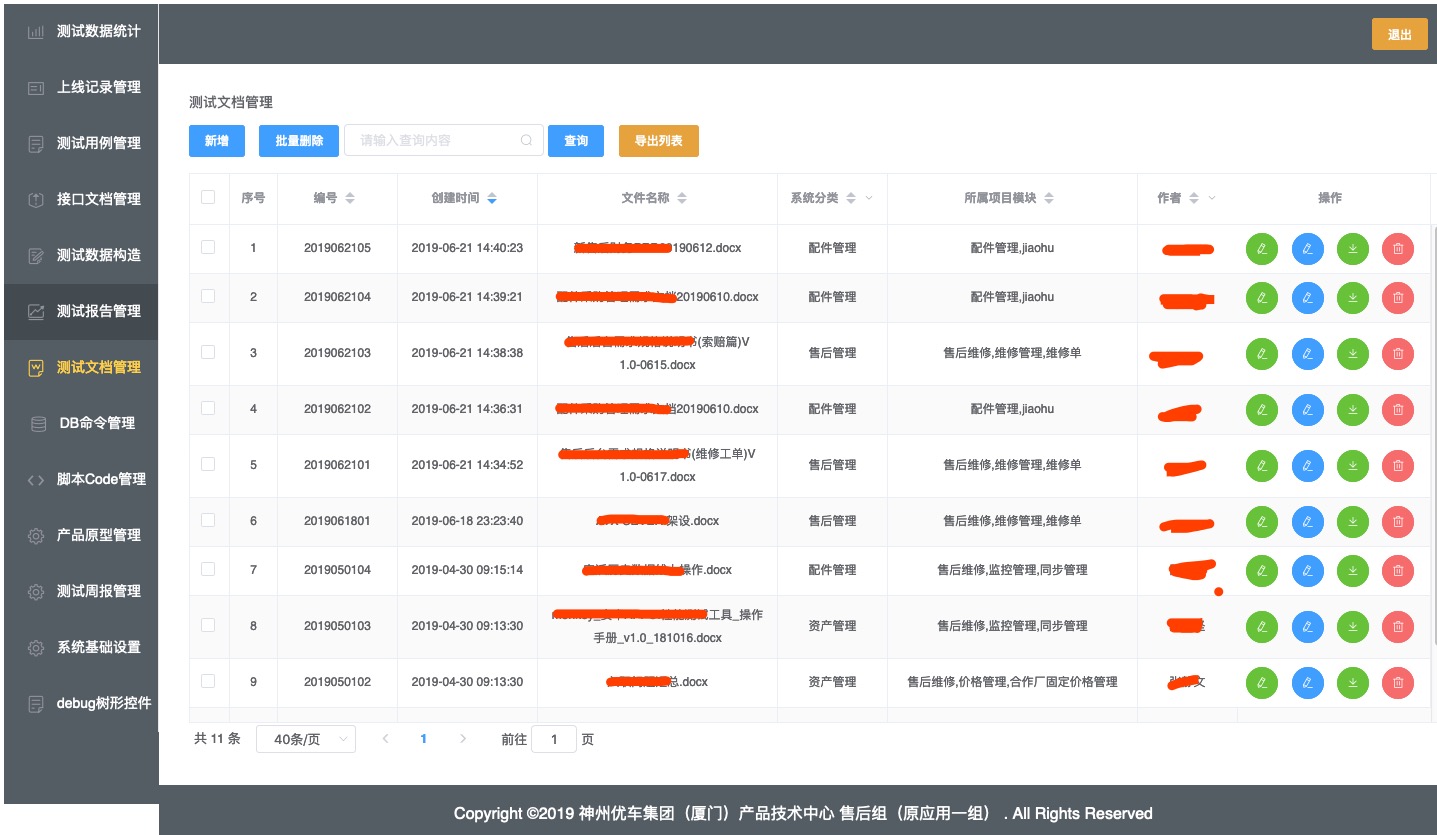 测试数据统计
上线记录管理
测试用例管理
接口文档管理
测试数据构造
测试报告管理
测试文档管理
DB命令管理
脚本Code管理
产品原型管理
测试周报管理
系统基础设置
debug树形控件
退出
测试文档管理
新增 批量删除 请输入查询内容 查询 导出列表
序号 编号 创建时间 文件名称 系统分类 所属项目模块 作者 操作
1 2019062105 2019-06-21 14:40:23 0190612.docx 配件管理 配件管理,jiaohu
2 2019062104 2019-06-21 14:39:21 20190610.docx 配件管理 配件管理,jiaohu
3 2019062103 2019-06-21 14:38:38 (索赔篇)V
1.0-0615.docx 售后管理 售后维修,维修管理,维修单
4 2019062102 2019-06-21 14:36:31 20190610.docx 配件管理 配件管理,jiaohu
5 2019062101 2019-06-21 14:34:52 (维修工单)V
1.0-0617.docx 售后管理 售后维修,维修管理,维修单
6 2019061801 2019-06-18 23:23:40 架设.docx 售后管理 售后维修,维修管理,维修单
7 2019050104 2019-04-30 09:15:14 操作.docx 配件管理 售后维修,监控管理,同步管理
8 2019050103 2019-04-30 09:13:30 工具_操作
手册_v1.0_181016.docx 资产管理 售后维修,监控管理,同步管理
9 2019050102 2019-04-30 09:13:30 总.docx 资产管理 售后维修,价格管理,合作厂固定价格管理 文
共 11 条 40条/页 1 前往 1 页
Copyright ©2019 神州优车集团（厦门）产品技术中心 售后组（原应用一组） . All Rights Reserved